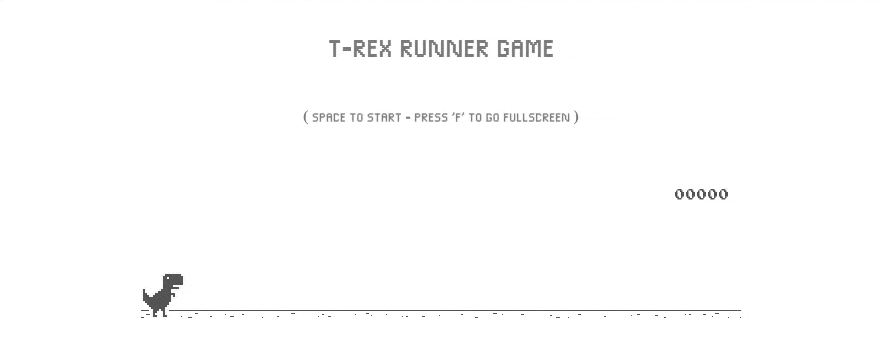 T-REX RUNNER GAME
( SPACE TO START - PRESS 'F' TO GO FULLSCREEN )
00000